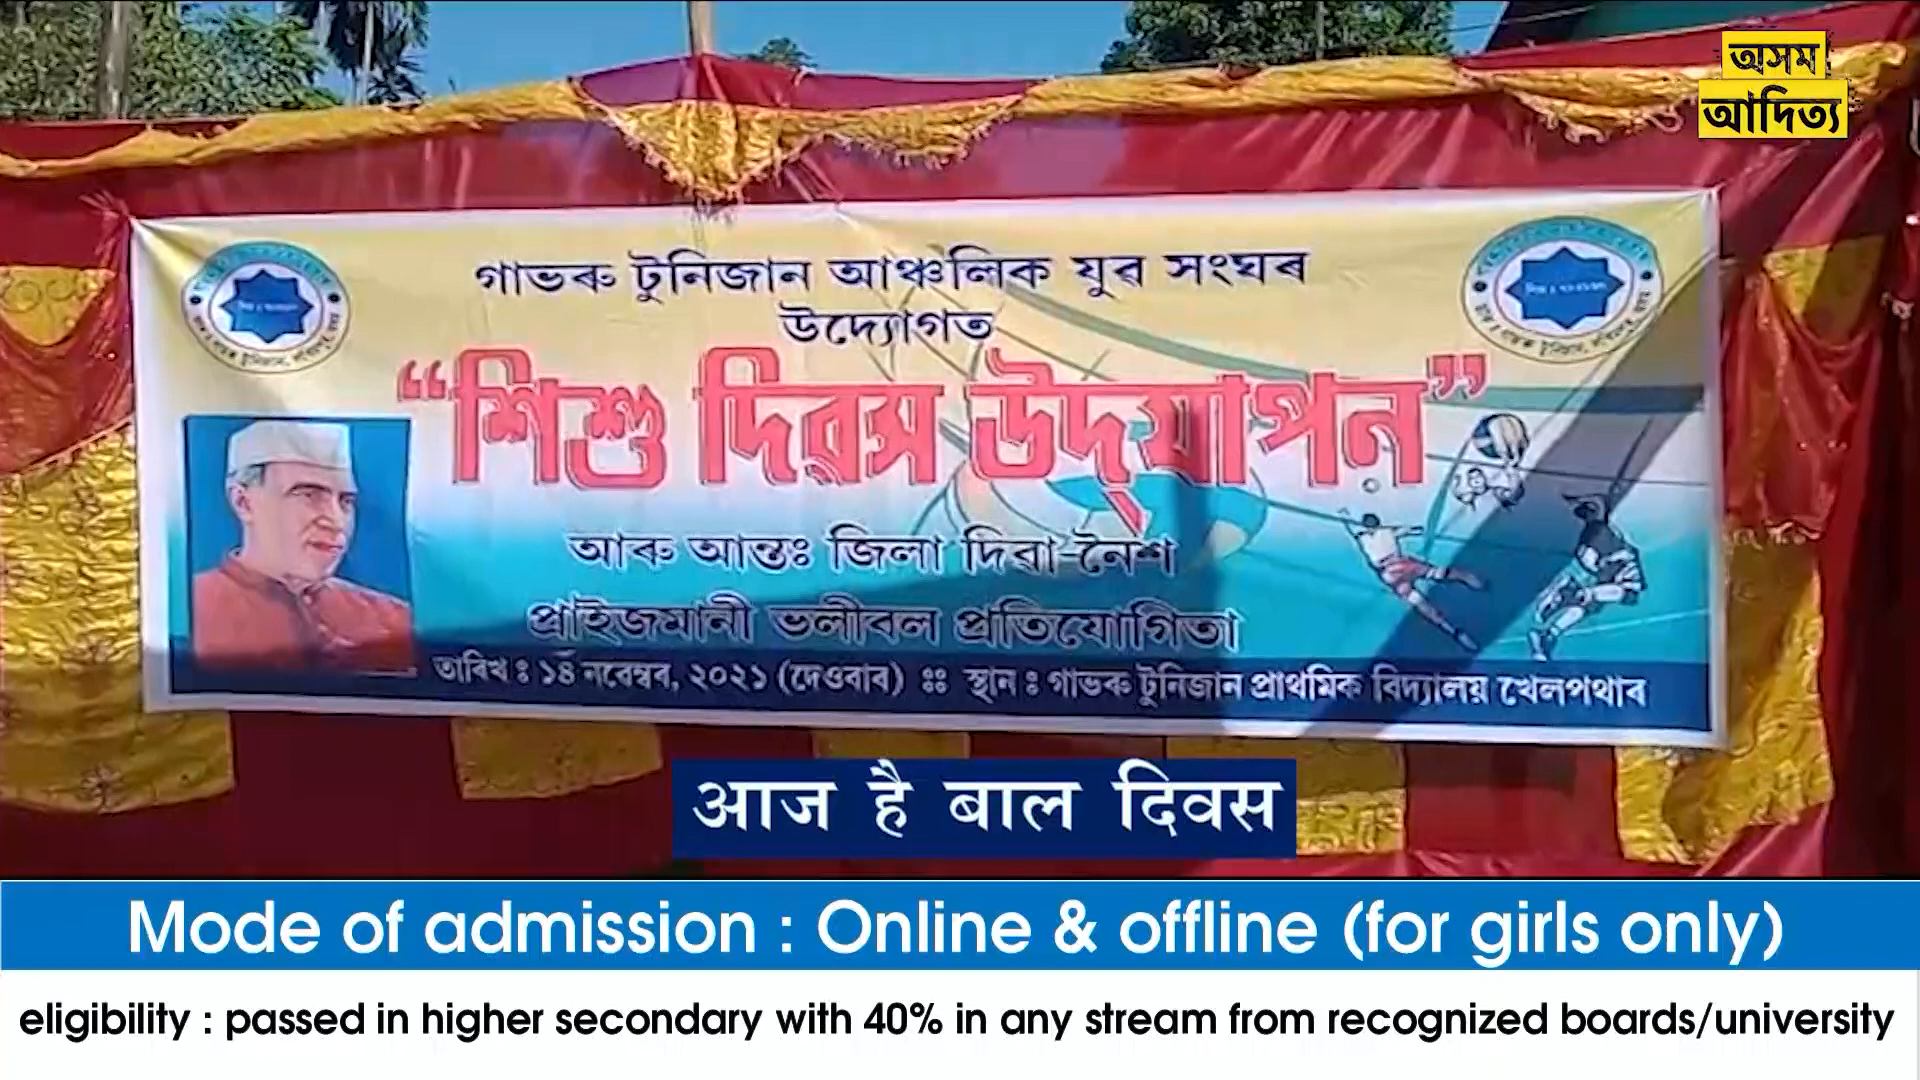 অসম
আদিত্য
গাভৰু টুনিজান আঞ্চলিক যুৱ সংঘৰ
উদ্যোগত
“শিশু দিৱস উদ্‌যাপন”
আৰু আন্তঃ জিলা দিৱা-নৈশ
প্ৰাইজমানী ভলীবল প্ৰতিযোগিতা
তাৰিখ ঃ ১৪ নবেম্বৰ, ২০২১ (দেওবাৰ) ঃঃ স্থান ঃ গাভৰু টুনিজান প্ৰাথমিক বিদ্যালয় খেলপথাৰ
आज है बाल दिवस
Mode of admission : Online & offline (for girls only)
eligibility : passed in higher secondary with 40% in any stream from recognized boards/university